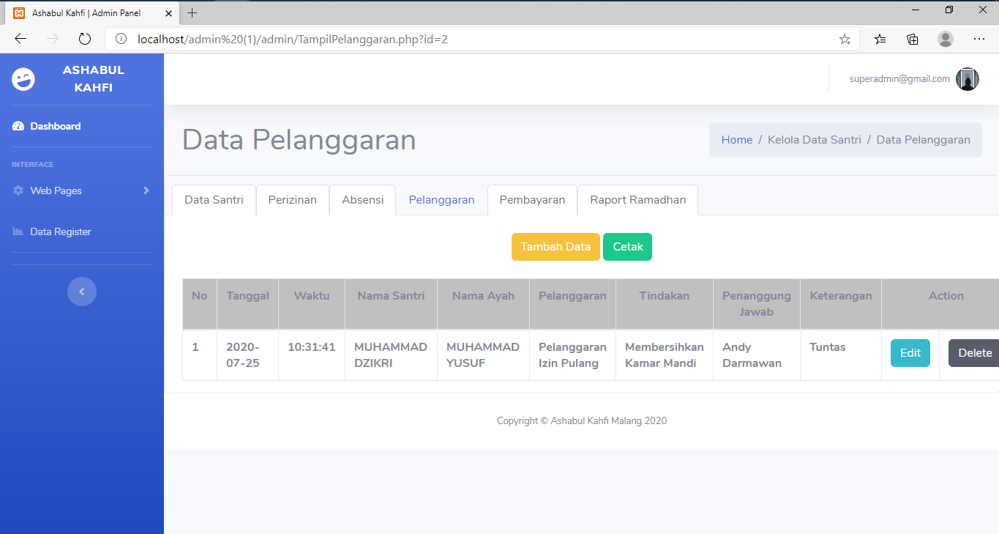 Ashabul Kahfi | Admin Panel
localhost/admin%20(1)/admin/TampilPelanggaran.php?id=2
ASHABUL
KAHFI
superadmin@gmail.com
Dashboard
INTERFACE
Web Pages
Data Register
Data Pelanggaran
Home / Kelola Data Santri / Data Pelanggaran
Data Santri Perizinan Absensi Pelanggaran Pembayaran Raport Ramadhan
Tambah Data Cetak
No Tanggal Waktu Nama Santri Nama Ayah Pelanggaran Tindakan Penanggung Keterangan Action
Jawab
1 2020- 10:31:41 MUHAMMAD MUHAMMAD Pelanggaran Membersihkan Andy Tuntas Edit Delete
07-25 DZIKRI YUSUF Izin Pulang Kamar Mandi Darmawan
Copyright © Ashabul Kahfi Malang 2020